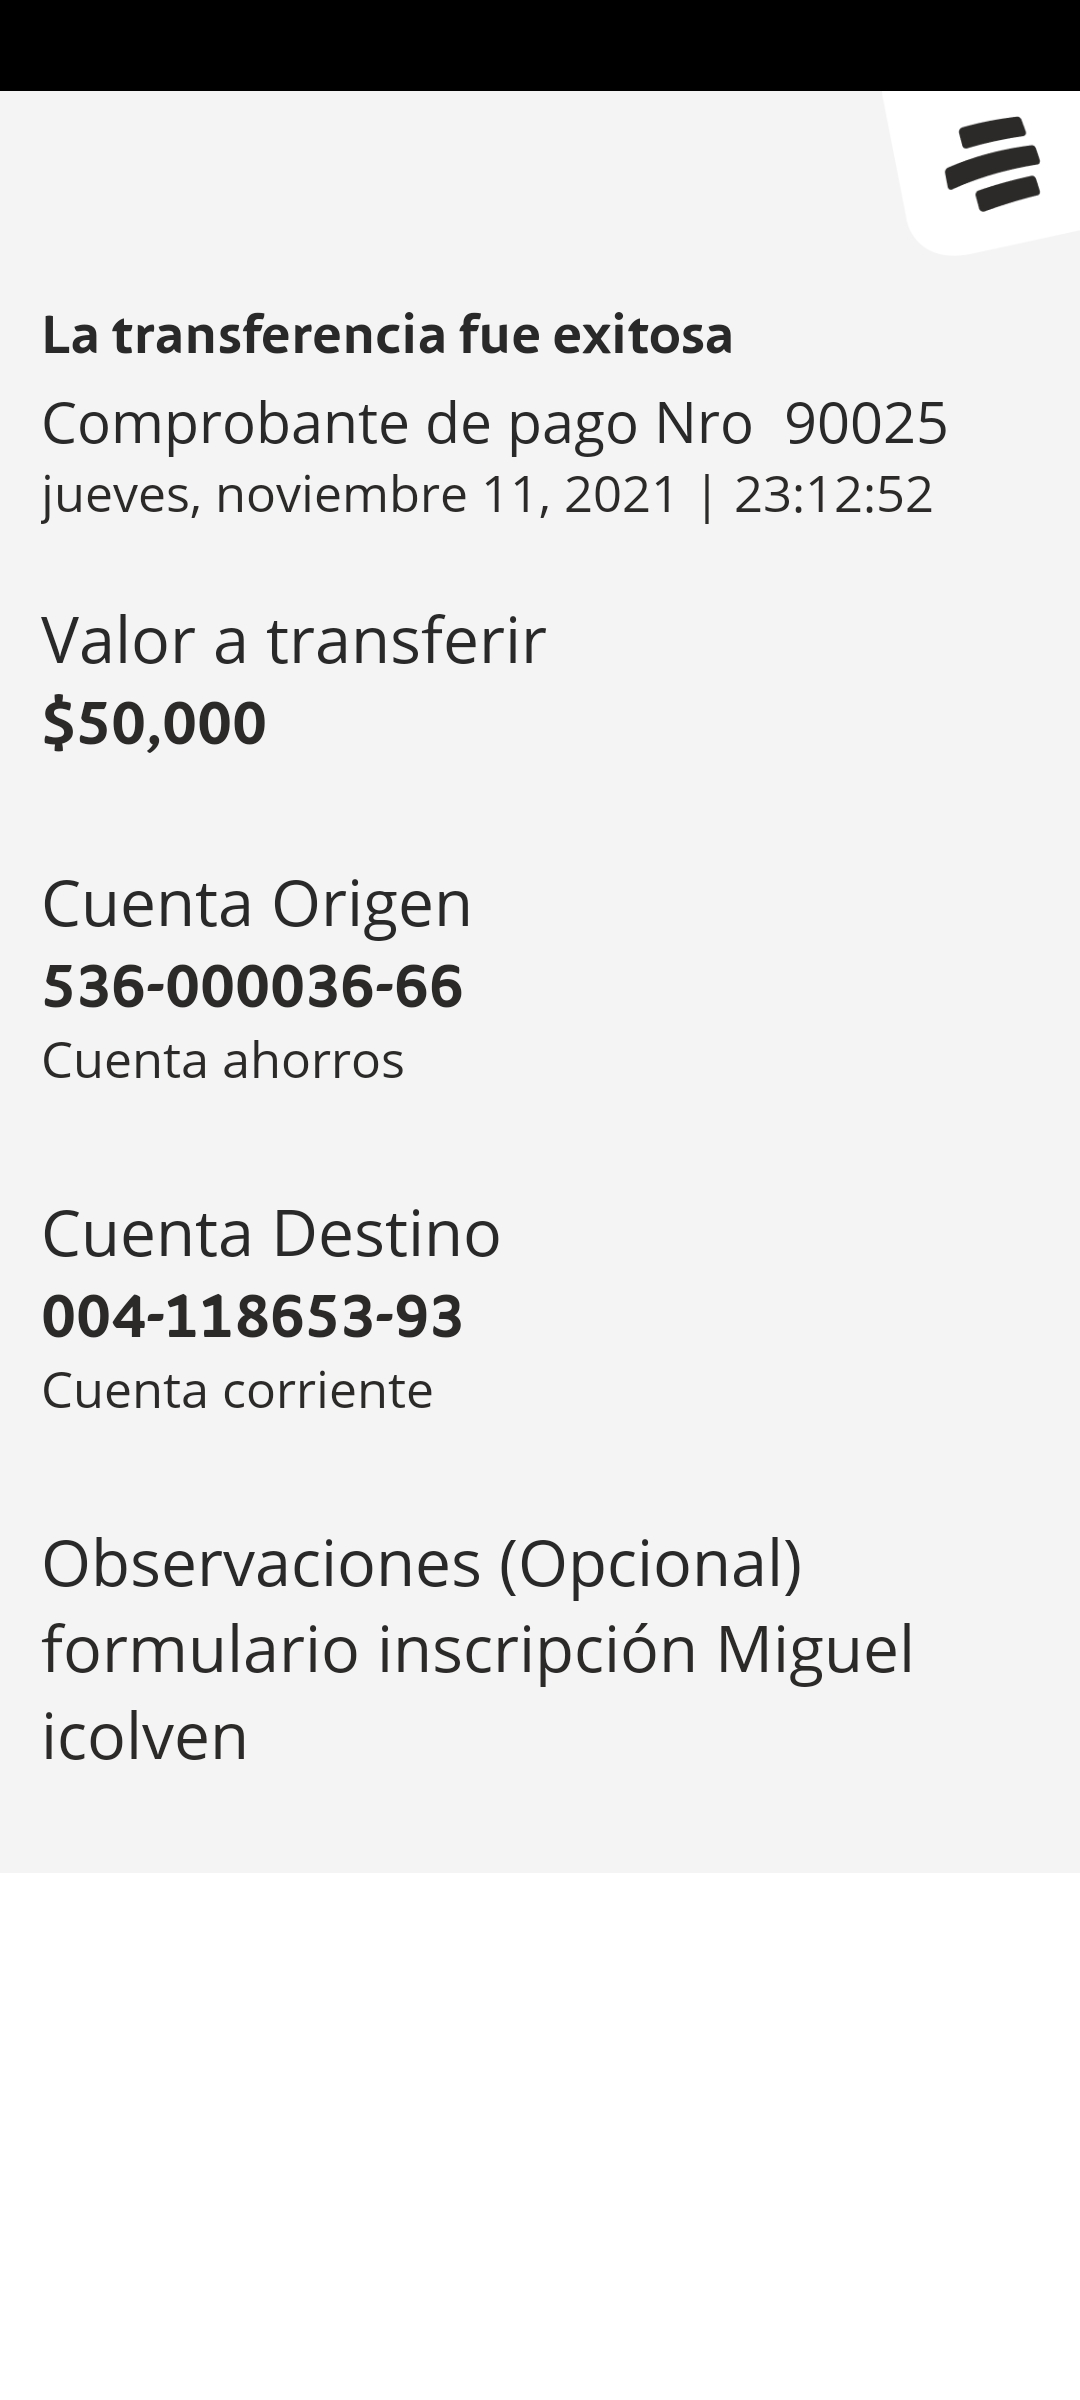 La transferencia fue exitosa
Comprobante de pago Nro  90025
jueves, noviembre 11, 2021 | 23:12:52
Valor a transferir
$50,000
Cuenta Origen
536-000036-66
Cuenta ahorros
Cuenta Destino
004-118653-93
Cuenta corriente
Observaciones (Opcional)
formulario inscripción Miguel
icolven